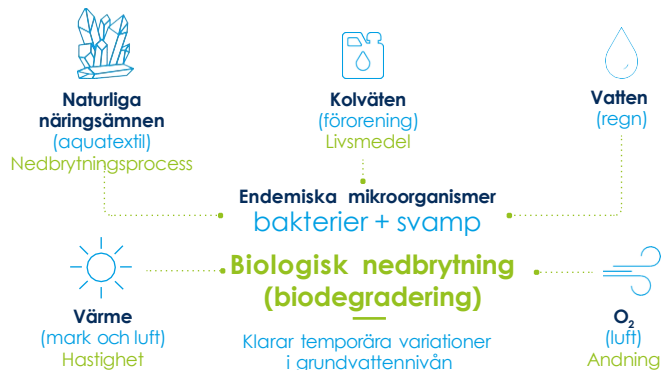 Naturliga
näringsämnen
(aquatextil)
Nedbrytningsprocess
Kolväten
(förorening)
Livsmedel
Vatten
(regn)
Endemiska mikroorganismer
bakterier + svamp
Biologisk nedbrytning
(biodegradering)
Värme
(mark och luft)
Hastighet
Klarar temporära variationer
i grundvattennivån
O₂
(luft)
Andning